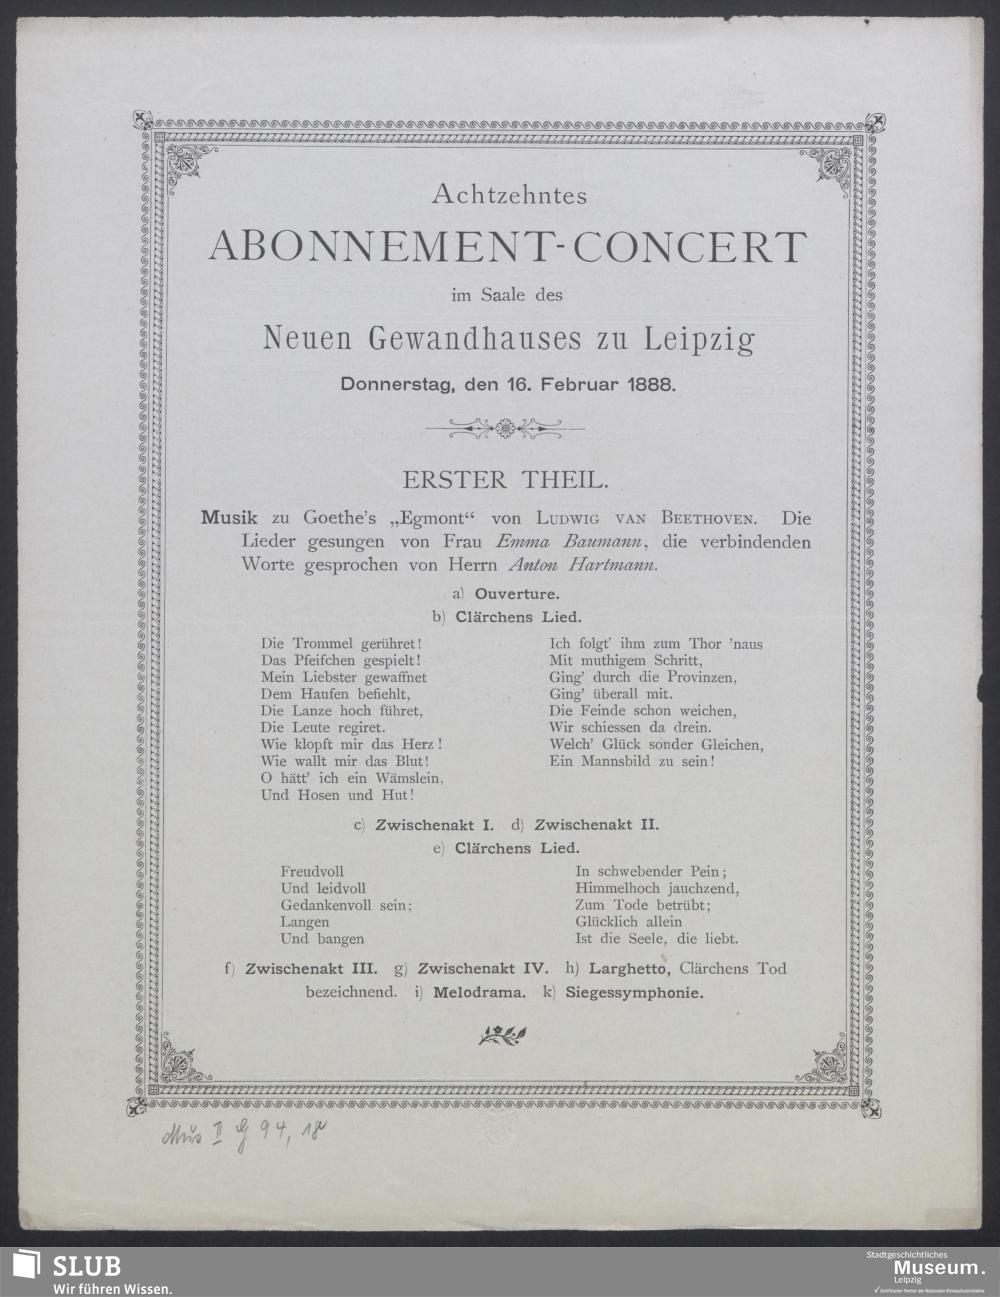 Achtzehntes
ABONNEMENT-CONCERT
im Saale des
Neuen Gewandhauses zu Leipzig
Donnerstag, den 16. Februar 1888.
ERSTER THEIL.
Musik zu Goethe's „Egmont“ von LUDWIG VAN BEETHOVEN. Die
Lieder gesungen von Frau Emma Baumann, die verbindenden
Worte gesprochen von Herrn Anton Hartmann.
a) Ouverture.
b) Clärchens Lied.
Die Trommel gerühret!
Das Pfeifchen gespielt!
Mein Liebster gewaffnet
Dem Haufen befiehlt,
Die Lanze hoch führet,
Die Leute regiret.
Wie klopft mir das Herz!
Wie wallt mir das Blut!
O hätt' ich ein Wämslein,
Und Hosen und Hut!
Ich folgt' ihm zum Thor 'naus
Mit muthigem Schritt,
Ging' durch die Provinzen,
Ging' überall mit.
Die Feinde schon weichen,
Wir schiessen da drein.
Welch' Glück sonder Gleichen,
Ein Mannsbild zu sein!
c) Zwischenakt I. d) Zwischenakt II.
e) Clärchens Lied.
Freudvoll
Und leidvoll
Gedankenvoll sein;
Langen
Und bangen
In schwebender Pein;
Himmelhoch jauchzend,
Zum Tode betrübt;
Glücklich allein
Ist die Seele, die liebt.
f) Zwischenakt III. g) Zwischenakt IV. h) Larghetto, Clärchens Tod
bezeichnend. i) Melodrama. k) Siegessymphonie.
Mus II G 94, 18
SLUB
Wir führen Wissen.
Stadtgeschichtliches
Museum.
Leipzig
Zertifizierter Partner der Nationalen Klimaschutzinitiative